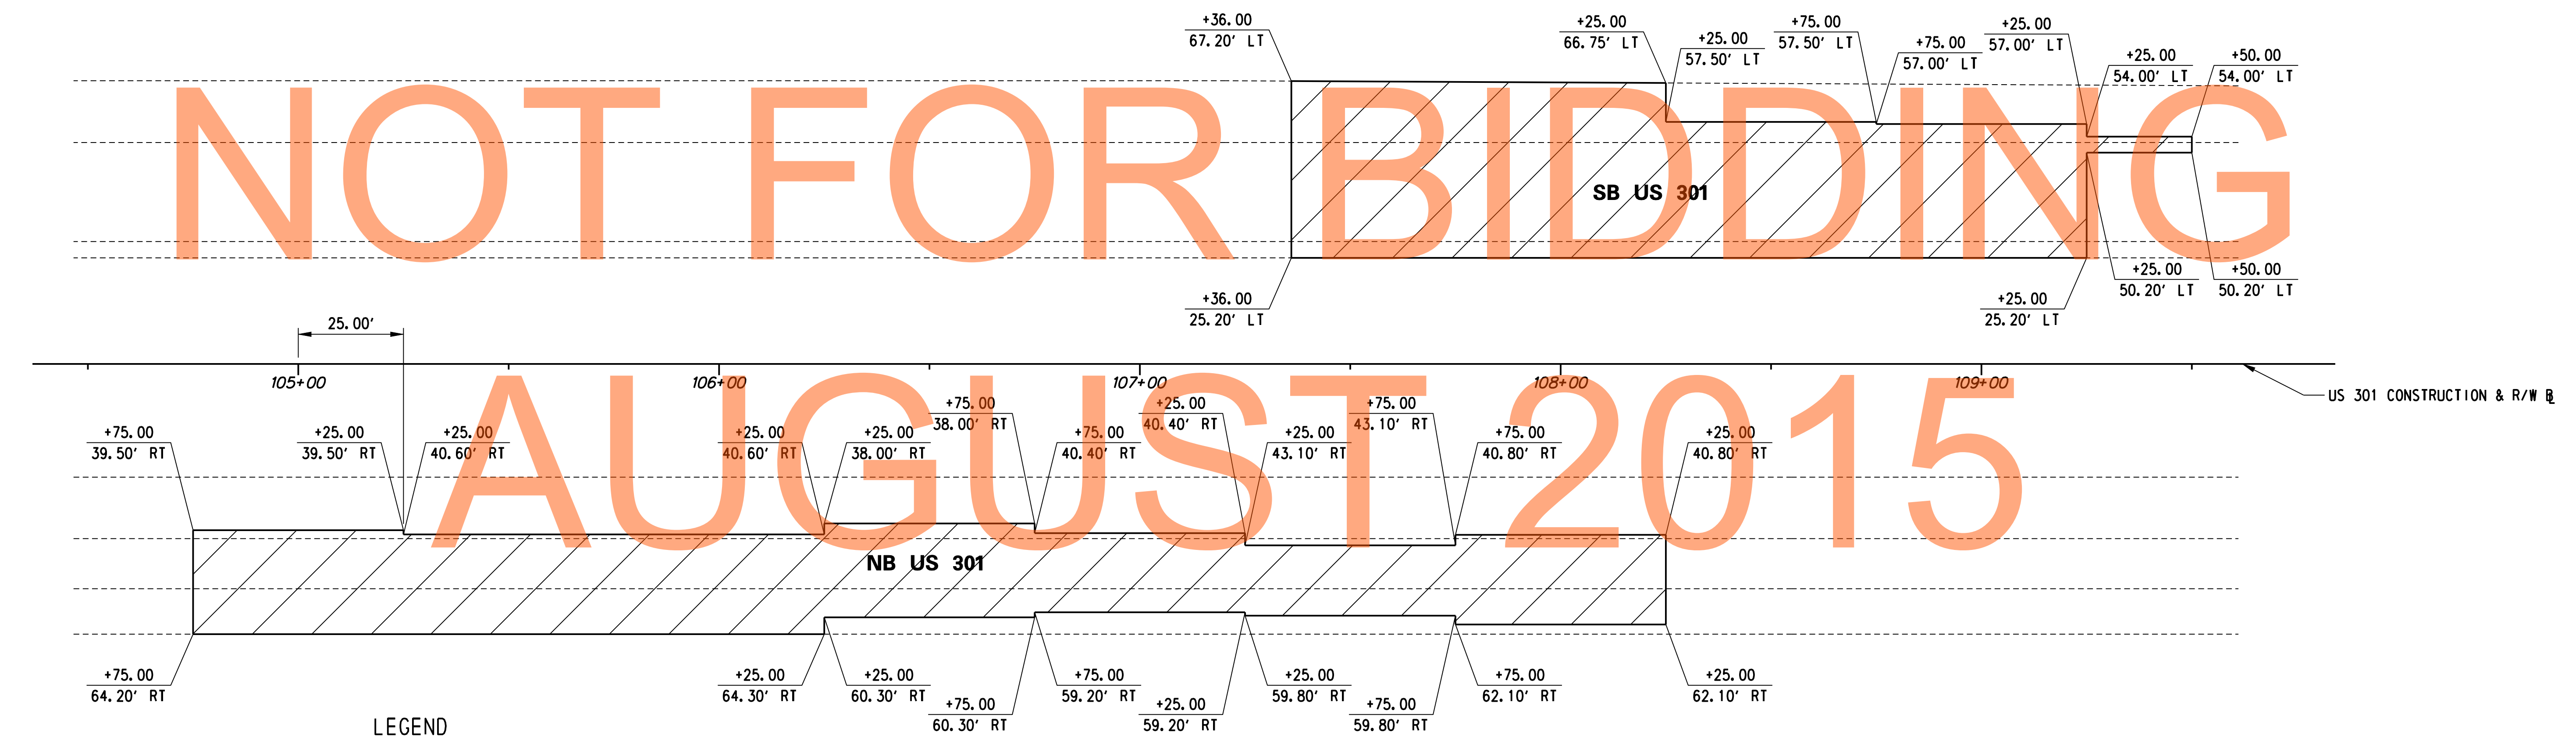 +36.00
67.20' LT
+25.00
66.75' LT
+25.00
57.50' LT
+75.00
57.50' LT
+75.00
57.00' LT
+25.00
57.00' LT
+25.00
54.00' LT
+50.00
54.00' LT
NOT FOR BIDDING
SB US 301
+36.00
25.20' LT
+25.00
25.20' LT
+25.00
50.20' LT
+50.00
50.20' LT
25.00'
105+00
106+00
107+00
108+00
109+00
US 301 CONSTRUCTION & R/W BL
AUGUST 2015
+75.00
39.50' RT
+25.00
39.50' RT
+25.00
40.60' RT
+25.00
40.60' RT
+25.00
38.00' RT
+75.00
38.00' RT
+75.00
40.40' RT
+25.00
40.40' RT
+25.00
43.10' RT
+75.00
43.10' RT
+75.00
40.80' RT
+25.00
40.80' RT
NB US 301
+75.00
64.20' RT
+25.00
64.30' RT
+25.00
60.30' RT
+75.00
60.30' RT
+75.00
59.20' RT
+25.00
59.20' RT
+25.00
59.80' RT
+75.00
59.80' RT
+75.00
62.10' RT
+25.00
62.10' RT
LEGEND